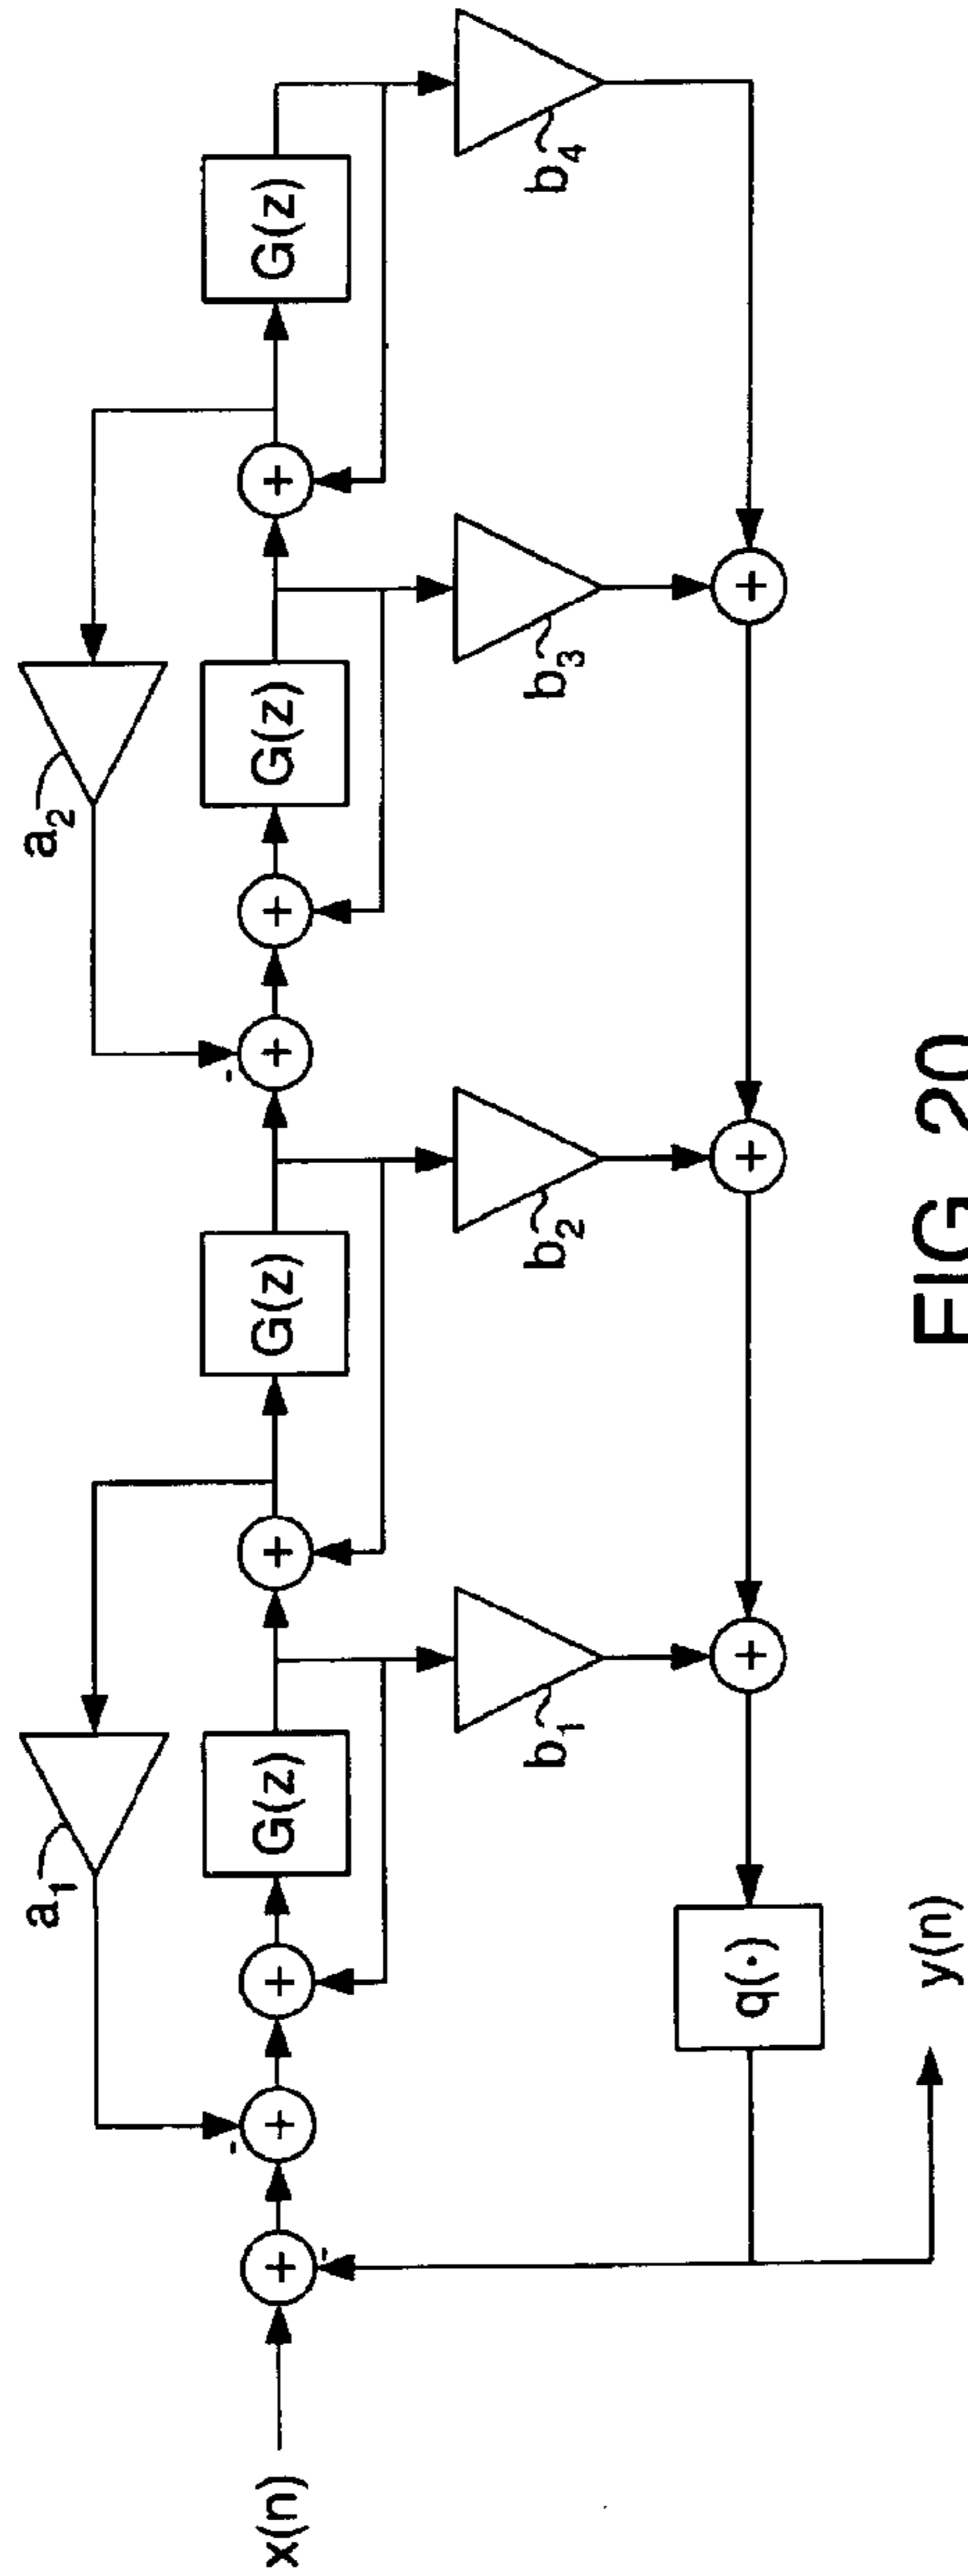 a₁
a₂
x(n)
+
-
+
-
+
G(z)
+
G(z)
+
-
+
G(z)
+
G(z)
b₁
b₂
b₃
b₄
q(·)
+
+
+
y(n)
FIG 20